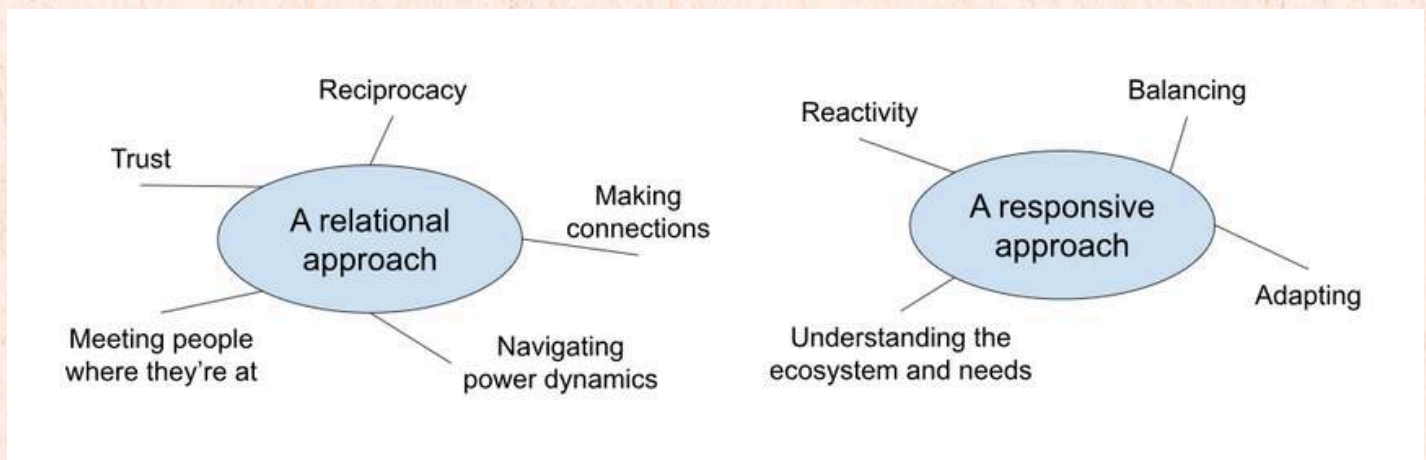 Reciprocacy
Trust
A relational
approach
Making
connections
Meeting people
where they're at
Navigating
power dynamics
Reactivity
Balancing
A responsive
approach
Adapting
Understanding the
ecosystem and needs